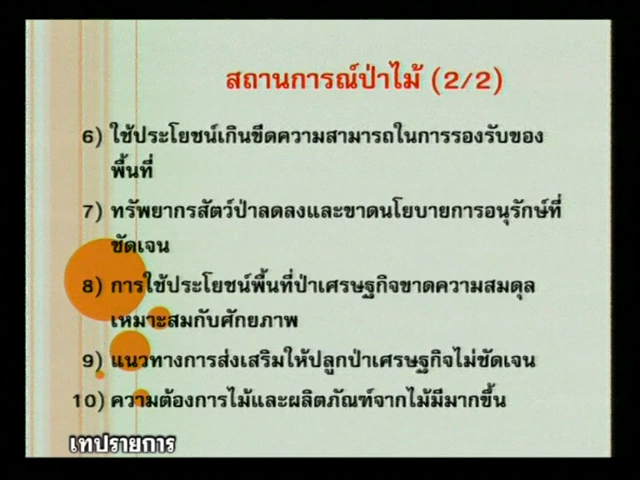 สถานการณ์ป่าไม้ (2/2)
6) ใช้ประโยชน์เกินขีดความสามารถในการรองรับของ
พื้นที่
7) ทรัพยากรสัตว์ป่าลดลงและขาดนโยบายการอนุรักษ์ที่
ชัดเจน
8) การใช้ประโยชน์พื้นที่ป่าเศรษฐกิจขาดความสมดุล
เหมาะสมกับศักยภาพ
9) แนวทางการส่งเสริมให้ปลูกป่าเศรษฐกิจไม่ชัดเจน
10) ความต้องการไม้และผลิตภัณฑ์จากไม้มีมากขึ้น
เทปรายการ